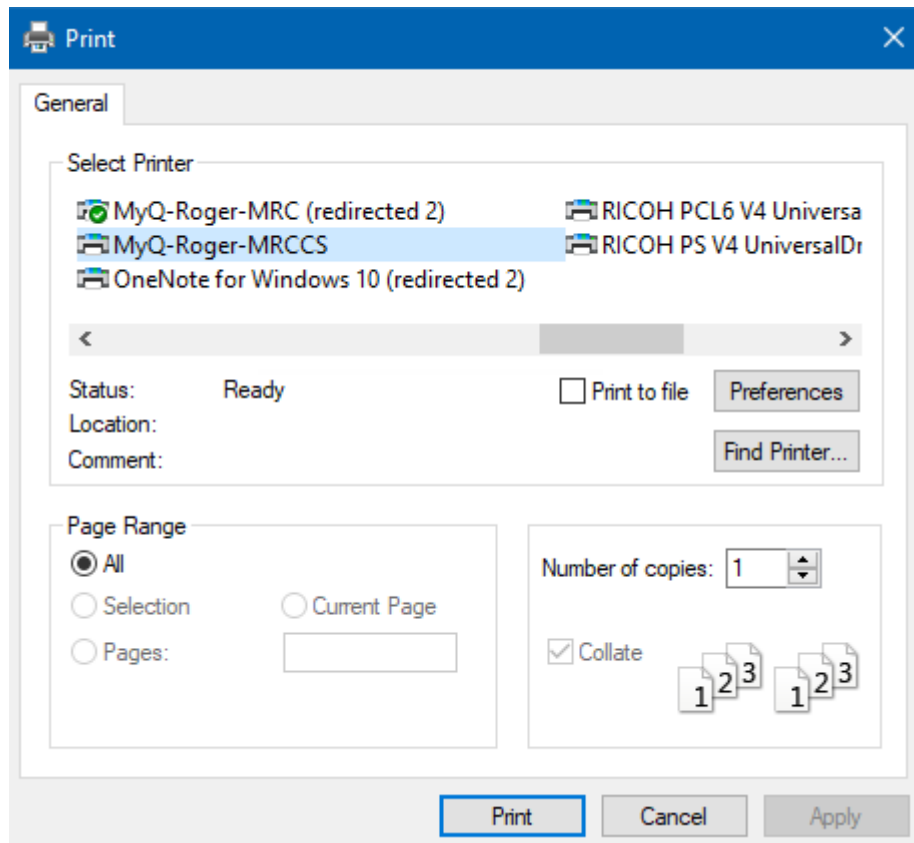 Print
General
Select Printer
MyQ-Roger-MRC (redirected 2)
MyQ-Roger-MRCCS
OneNote for Windows 10 (redirected 2)
RICOH PCL6 V4 Universa
RICOH PS V4 UniversalDr
Status: Ready
Location:
Comment:
Print to file
Preferences
Find Printer...
Page Range
All
Selection
Current Page
Pages:
Number of copies: 1
Collate
1 2 3 1 2 3
Print Cancel Apply